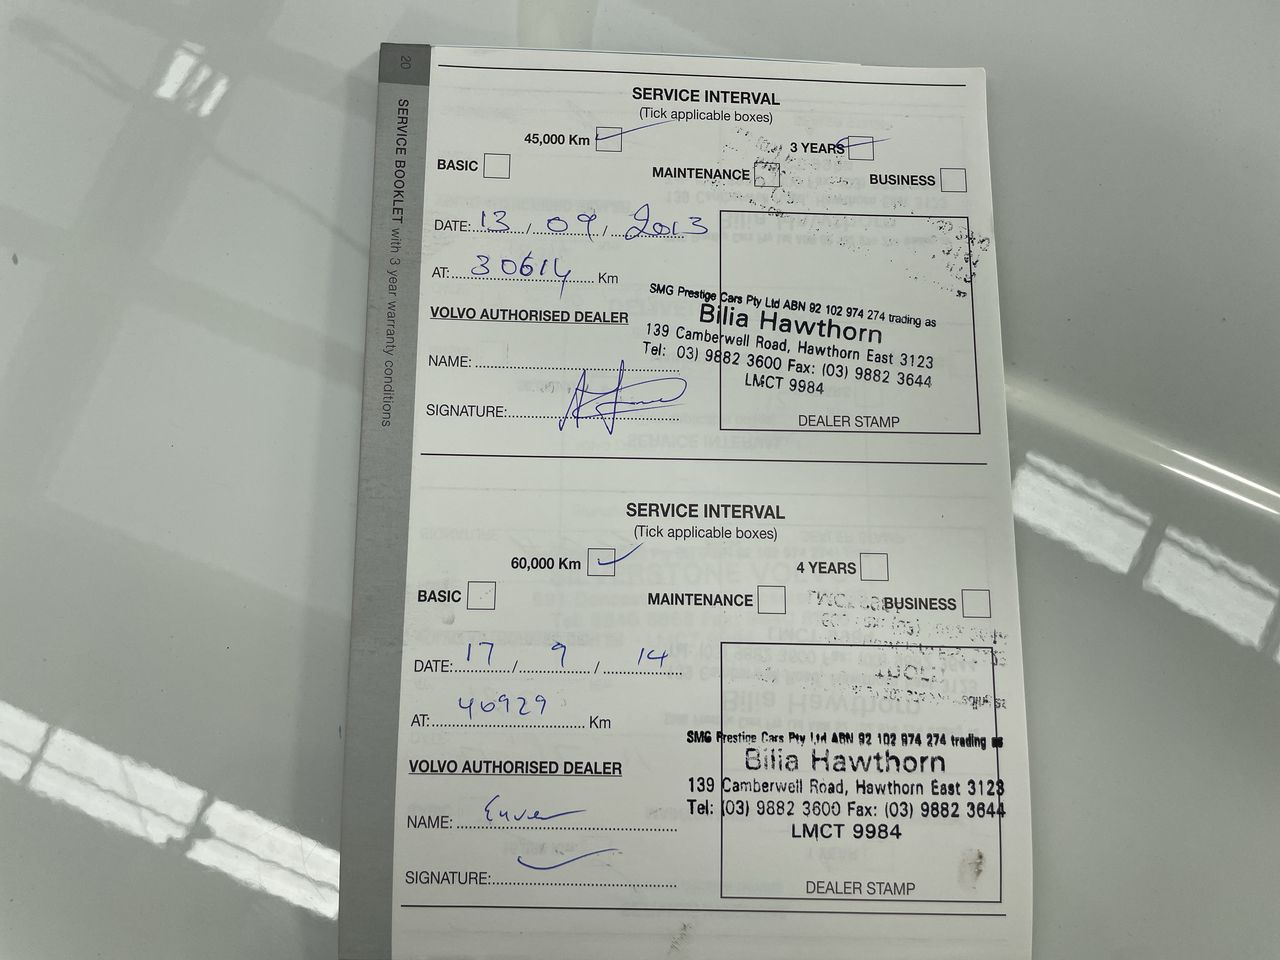 20
SERVICE BOOKLET with 3 year warranty conditions
SERVICE INTERVAL
(Tick applicable boxes)
45,000 Km
3 YEARS
BASIC
MAINTENANCE
BUSINESS
DATE: 13 / 09 / 2013
AT: 30614 Km
VOLVO AUTHORISED DEALER
NAME:
SIGNATURE:
SMG Prestige Cars Pty Ltd ABN 92 102 974 274 trading as
Bilia Hawthorn
139 Camberwell Road, Hawthorn East 3123
Tel: 03) 9882 3600 Fax: (03) 9882 3644
LMCT 9984
DEALER STAMP
SERVICE INTERVAL
(Tick applicable boxes)
60,000 Km
4 YEARS
BASIC
MAINTENANCE
BUSINESS
DATE: 17 / 9 / 14
AT: 40929 Km
VOLVO AUTHORISED DEALER
NAME:
SIGNATURE:
SMG Prestige Cars Pty Ltd ABN 92 102 974 274 trading as
Bilia Hawthorn
139 Camberwell Road, Hawthorn East 3123
Tel: (03) 9882 3600 Fax: (03) 9882 3644
LMCT 9984
DEALER STAMP